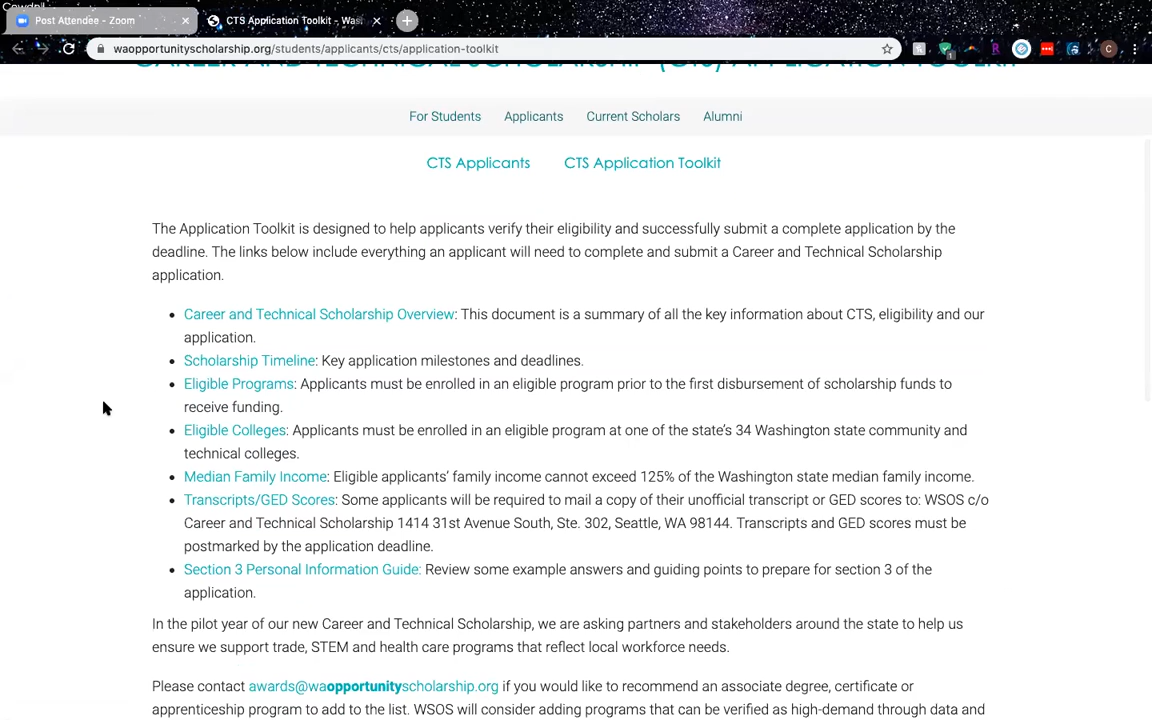 Post Attendee - Zoom
CTS Application Toolkit - Was
waopportunityscholarship.org/students/applicants/cts/application-toolkit
CAREER AND TECHNICAL SCHOLARSHIP (CTS) APPLICATION TOOLKIT
For Students Applicants Current Scholars Alumni
CTS Applicants CTS Application Toolkit
The Application Toolkit is designed to help applicants verify their eligibility and successfully submit a complete application by the
deadline. The links below include everything an applicant will need to complete and submit a Career and Technical Scholarship
application.
• Career and Technical Scholarship Overview: This document is a summary of all the key information about CTS, eligibility and our
application.
• Scholarship Timeline: Key application milestones and deadlines.
• Eligible Programs: Applicants must be enrolled in an eligible program prior to the first disbursement of scholarship funds to
receive funding.
• Eligible Colleges: Applicants must be enrolled in an eligible program at one of the state's 34 Washington state community and
technical colleges.
• Median Family Income: Eligible applicants' family income cannot exceed 125% of the Washington state median family income.
• Transcripts/GED Scores: Some applicants will be required to mail a copy of their unofficial transcript or GED scores to: WSOS c/o
Career and Technical Scholarship 1414 31st Avenue South, Ste. 302, Seattle, WA 98144. Transcripts and GED scores must be
postmarked by the application deadline.
• Section 3 Personal Information Guide: Review some example answers and guiding points to prepare for section 3 of the
application.
In the pilot year of our new Career and Technical Scholarship, we are asking partners and stakeholders around the state to help us
ensure we support trade, STEM and health care programs that reflect local workforce needs.
Please contact awards@waopportunityscholarship.org if you would like to recommend an associate degree, certificate or
apprenticeship program to add to the list. WSOS will consider adding programs that can be verified as high-demand through data and